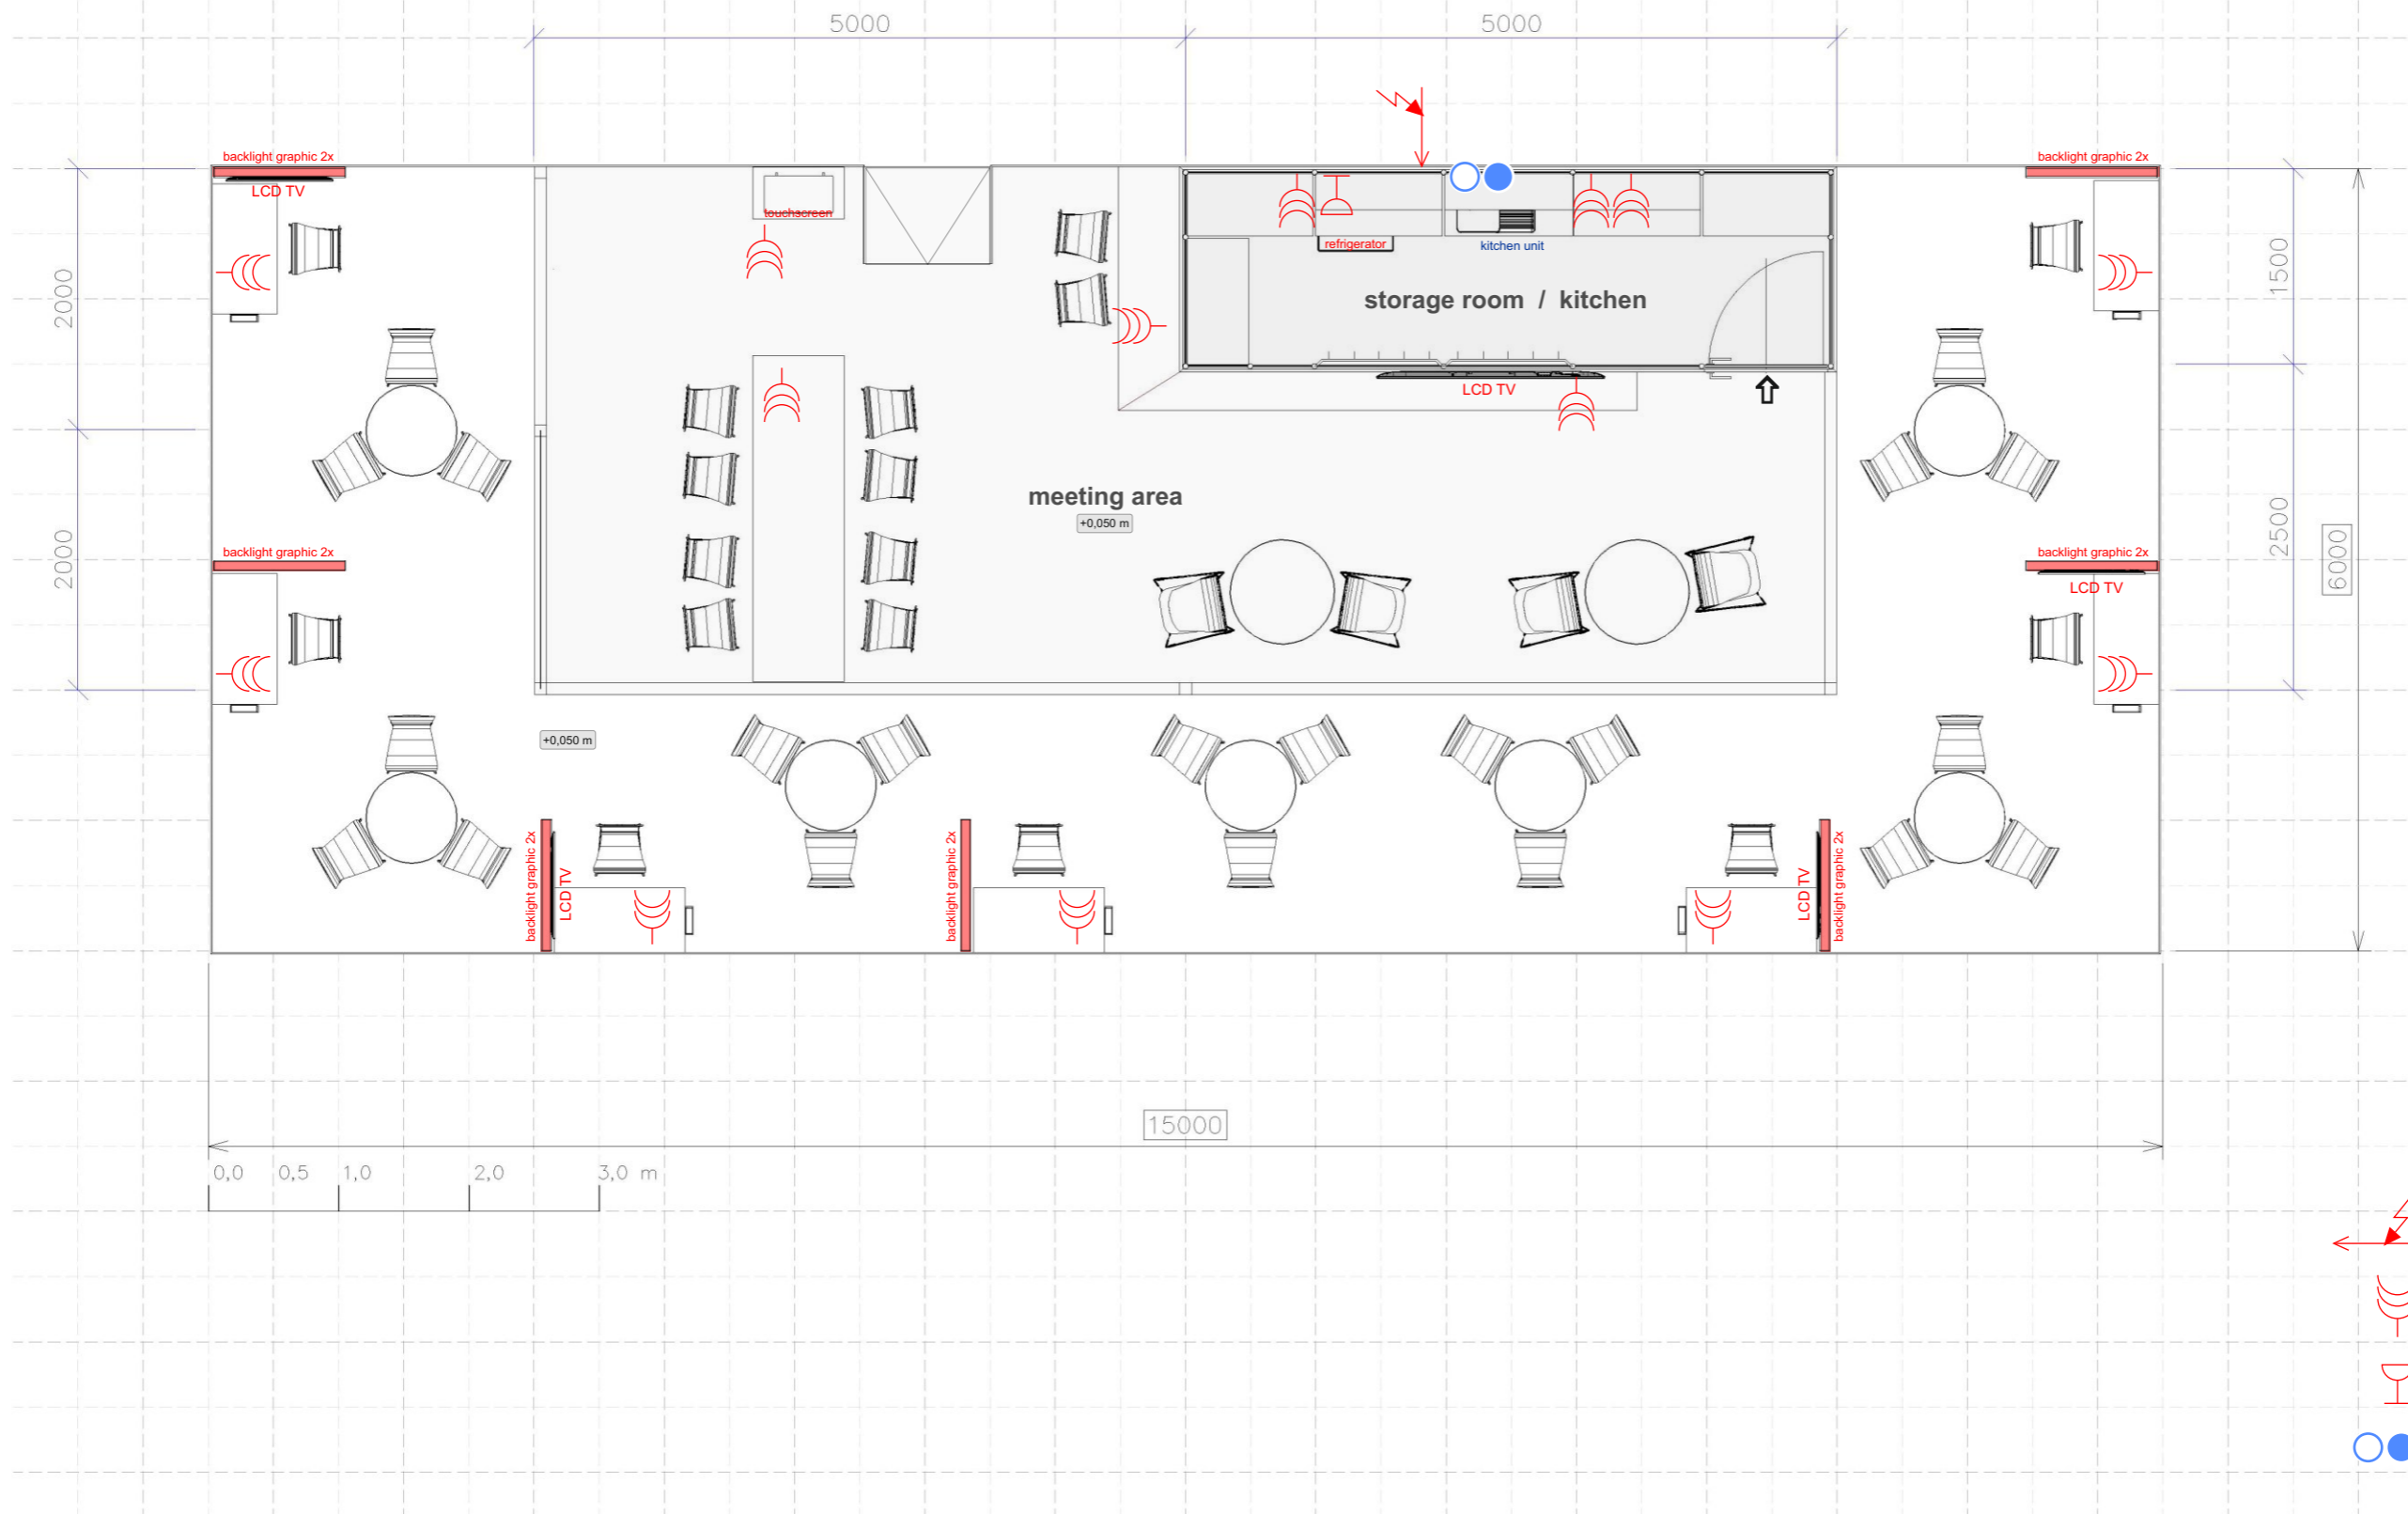 5000
5000
backlight graphic 2x
LCD TV
touchscreen
backlight graphic 2x
refrigerator
kitchen unit
storage room / kitchen
2000
1500
LCD TV
meeting area
+0,050 m
2000
2500
6000
backlight graphic 2x
backlight graphic 2x
LCD TV
+0,050 m
backlight graphic 2x
LCD TV
backlight graphic 2x
LCD TV
backlight graphic 2x
15000
0,0 0,5 1,0 2,0 3,0 m